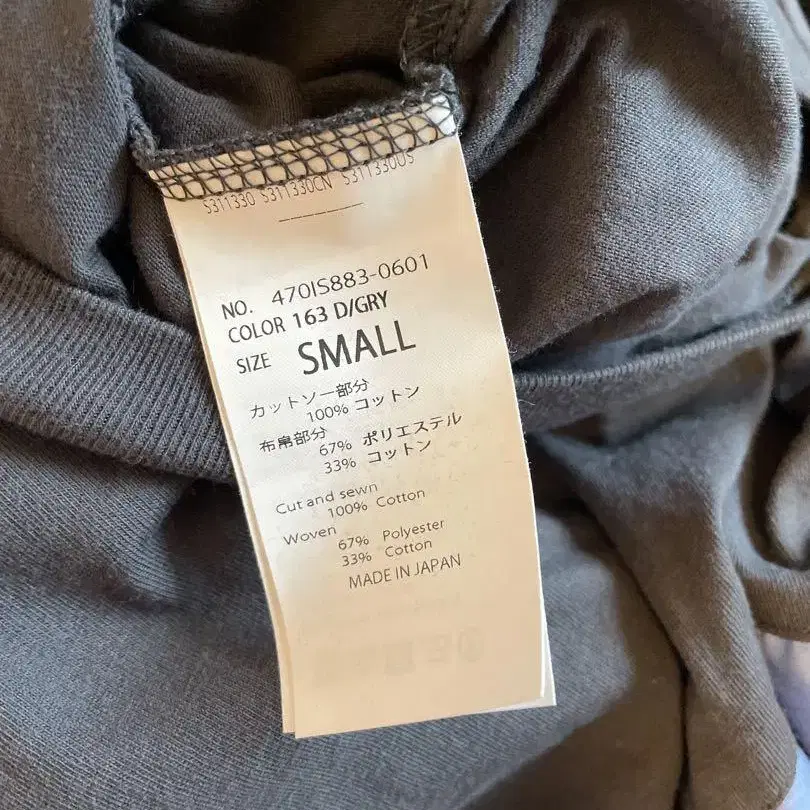 S311330 S311330CN S311330US
NO. 470IS883-0601
COLOR 163 D/GRY
SIZE SMALL
カットソー部分
100% コットン
布帛部分
67% ポリエステル
33% コットン
Cut and sewn
100% Cotton
Woven
67% Polyester
33% Cotton
MADE IN JAPAN